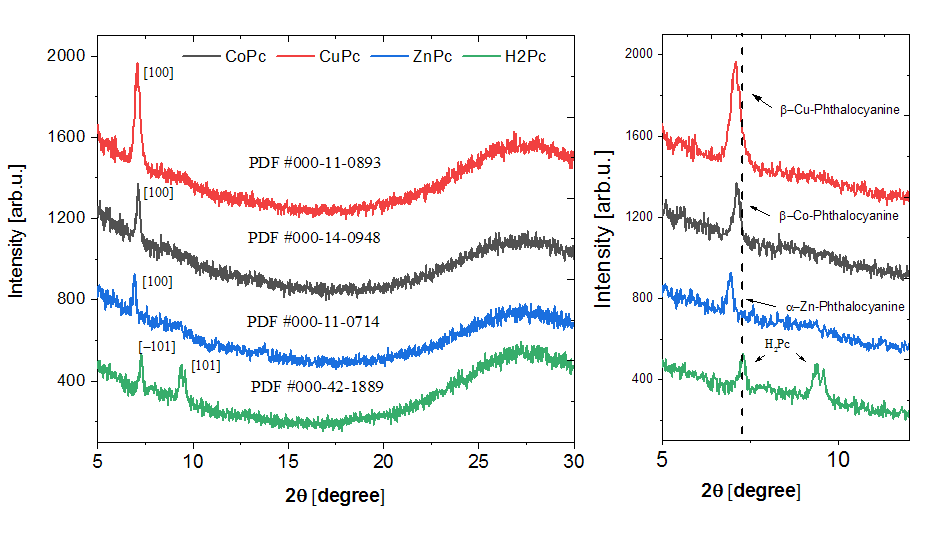 CoPc CuPc ZnPc H2Pc
2000
1600
1200
800
400
Intensity [arb.u.]
[100]
PDF #000-11-0893
[100]
PDF #000-14-0948
[100]
PDF #000-11-0714
[−101]
[101]
PDF #000-42-1889
5 10 15 20 25 30
2θ [degree]
2000
1600
1200
800
400
Intensity [arb.u.]
β–Cu-Phthalocyanine
β-Co-Phthalocyanine
α-Zn-Phthalocyanine
H₂Pc
5 10
2θ [degree]